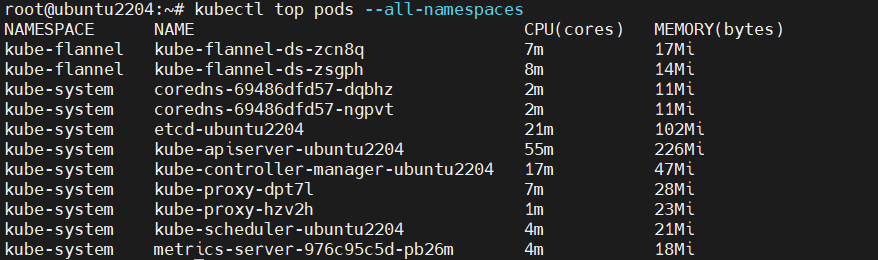 root@ubuntu2204:~# kubectl top pods --all-namespaces
NAMESPACE NAME CPU(cores) MEMORY(bytes)
kube-flannel kube-flannel-ds-zcn8q 7m 17Mi
kube-flannel kube-flannel-ds-zsgph 8m 14Mi
kube-system coredns-69486dfd57-dqbhz 2m 11Mi
kube-system coredns-69486dfd57-ngpvt 2m 11Mi
kube-system etcd-ubuntu2204 21m 102Mi
kube-system kube-apiserver-ubuntu2204 55m 226Mi
kube-system kube-controller-manager-ubuntu2204 17m 47Mi
kube-system kube-proxy-dpt7l 7m 28Mi
kube-system kube-proxy-hzv2h 1m 23Mi
kube-system kube-scheduler-ubuntu2204 4m 21Mi
kube-system metrics-server-976c95c5d-pb26m 4m 18Mi